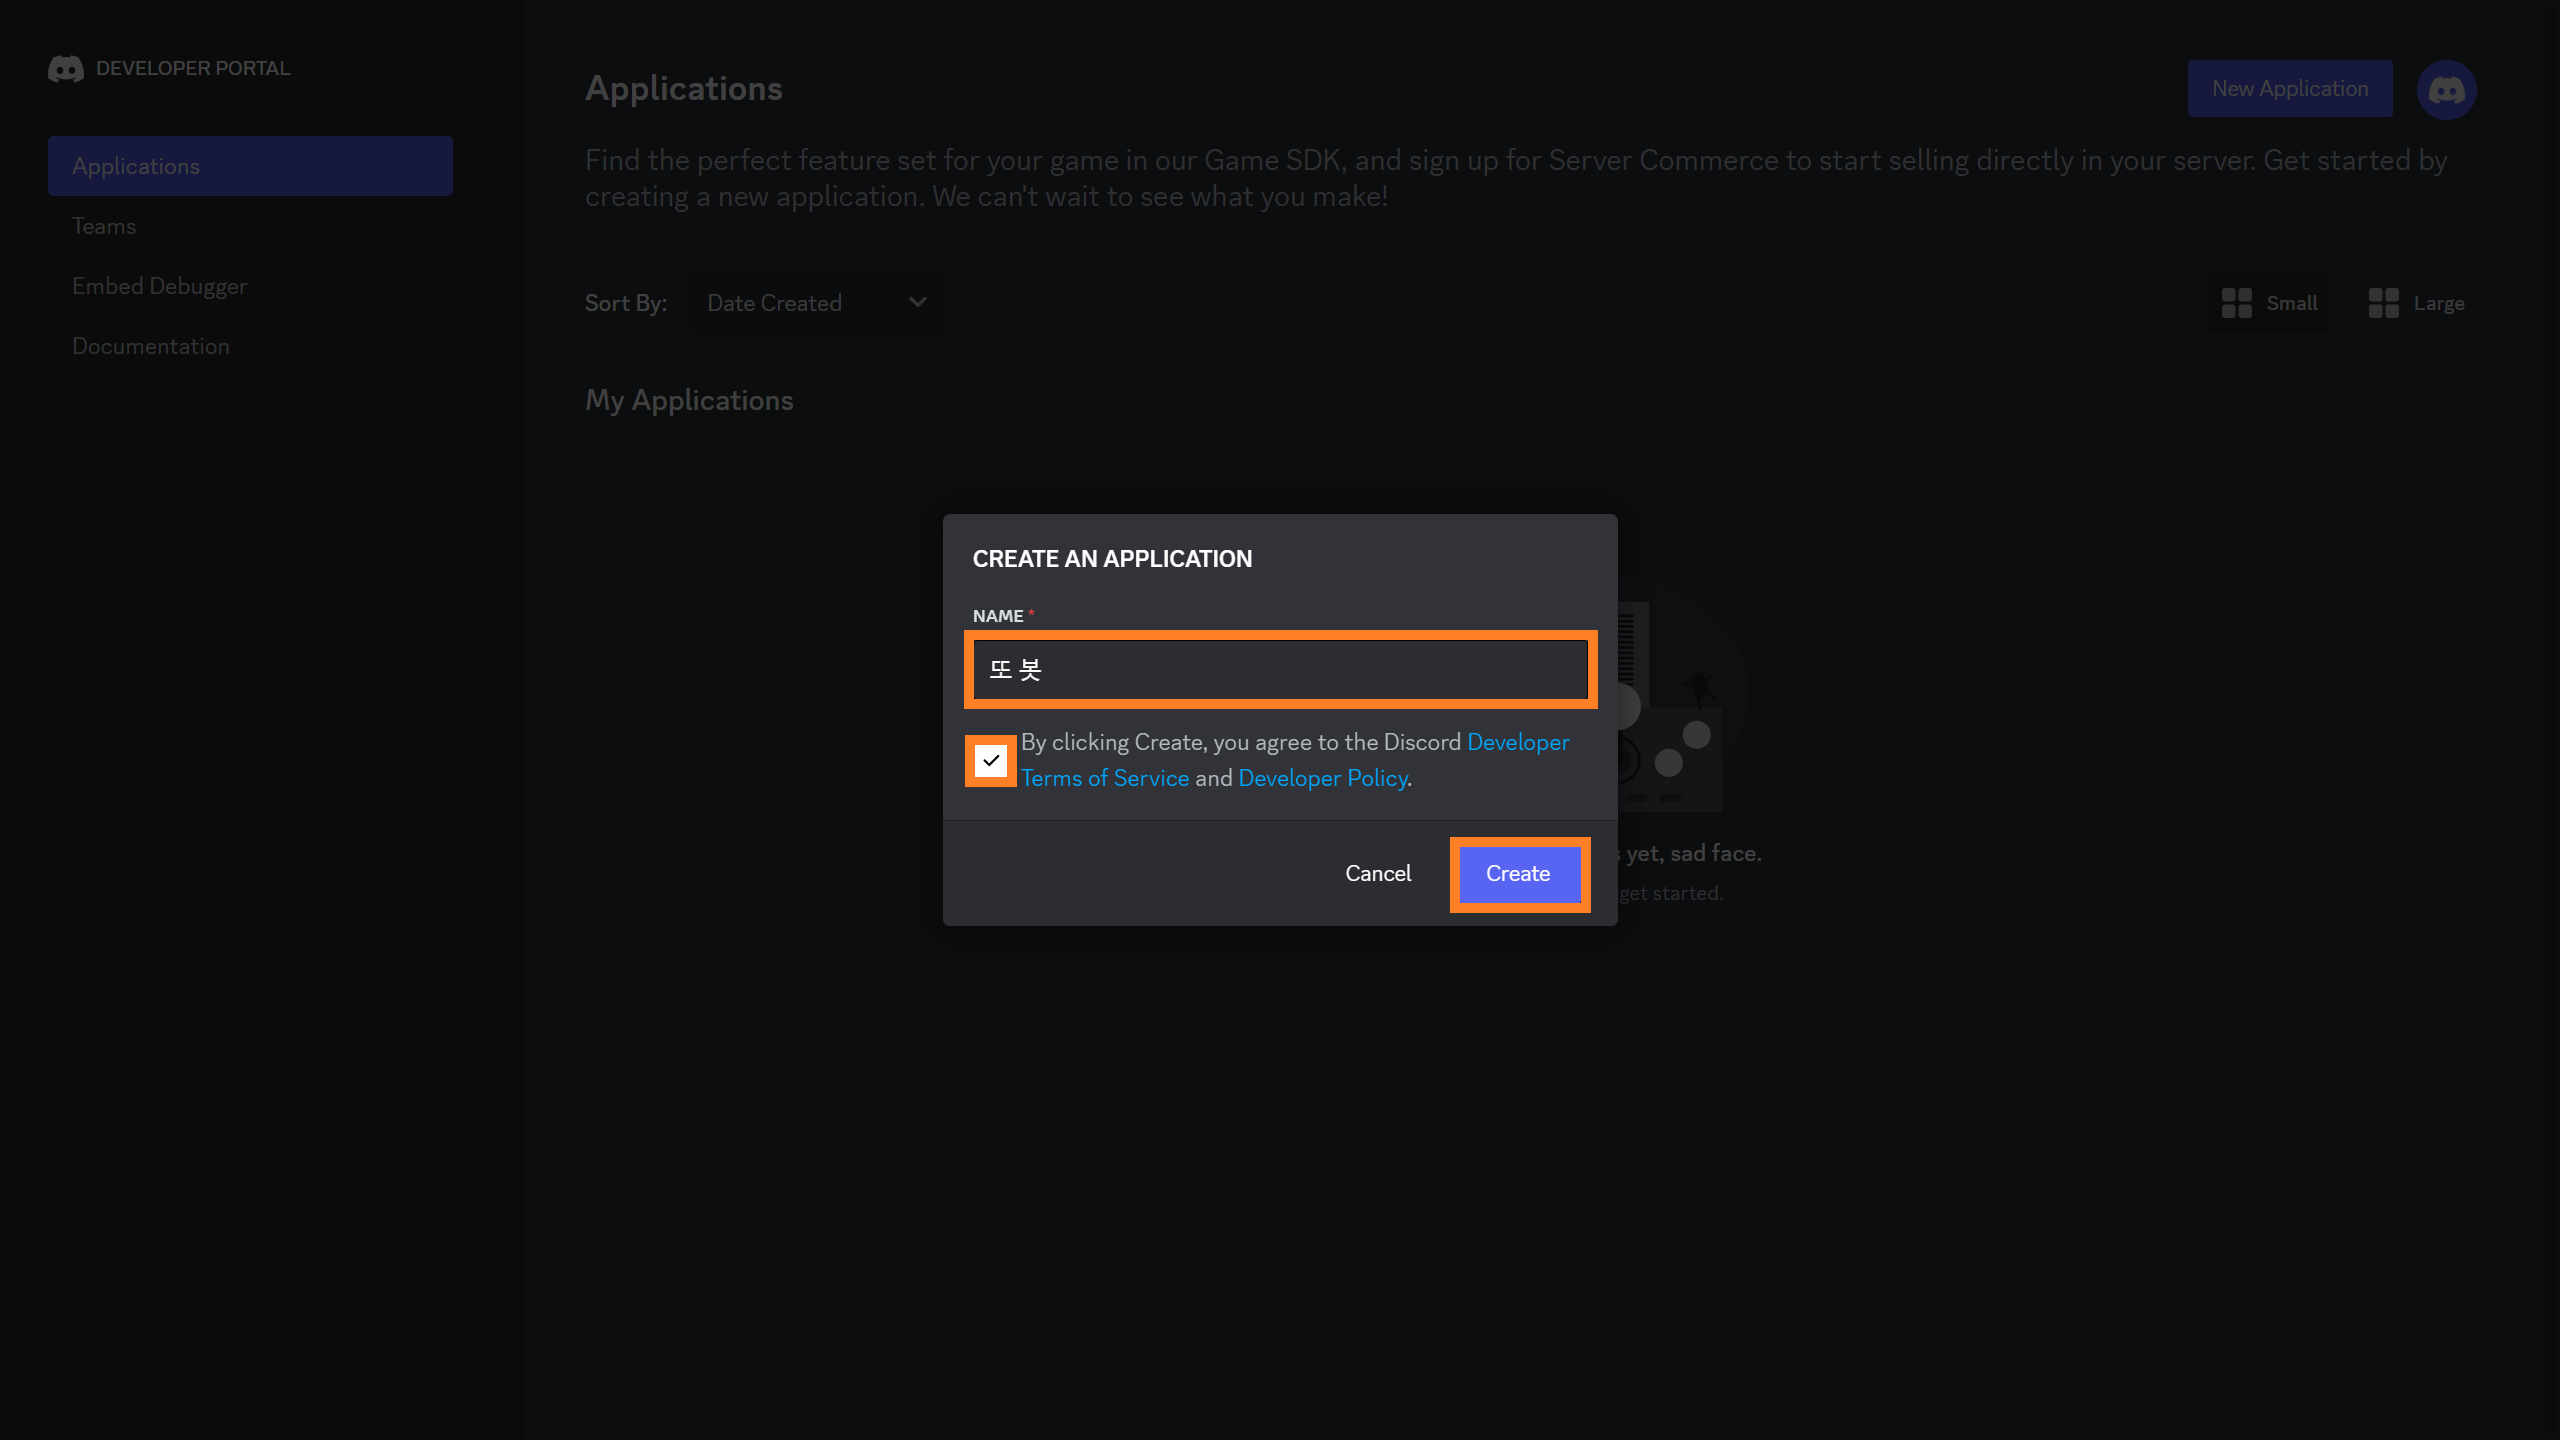 DEVELOPER PORTAL
Applications
Teams
Embed Debugger
Documentation
Applications
New Application
Find the perfect feature set for your game in our Game SDK, and sign up for Server Commerce to start selling directly in your server. Get started by
creating a new application. We can't wait to see what you make!
Sort By:
Date Created
Small
Large
My Applications
CREATE AN APPLICATION
NAME *
또 봇
By clicking Create, you agree to the Discord Developer
Terms of Service and Developer Policy.
Cancel
Create
yet, sad face.
get started.